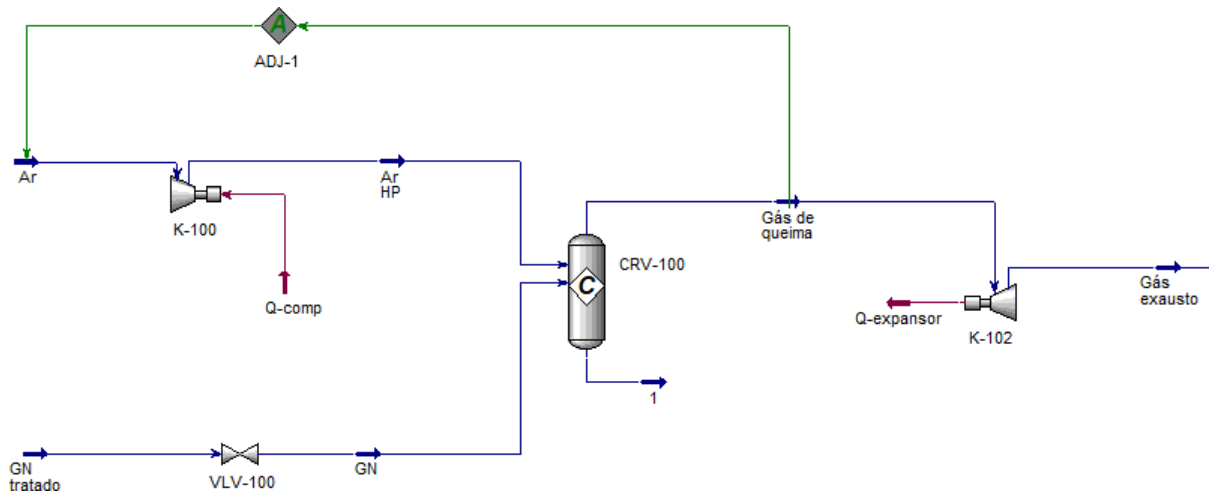 A
ADJ-1
Ar
Ar
HP
K-100
Q-comp
Gás de
queima
CRV-100
C
Gás
exausto
Q-expansor
K-102
1
GN
tratado
VLV-100
GN